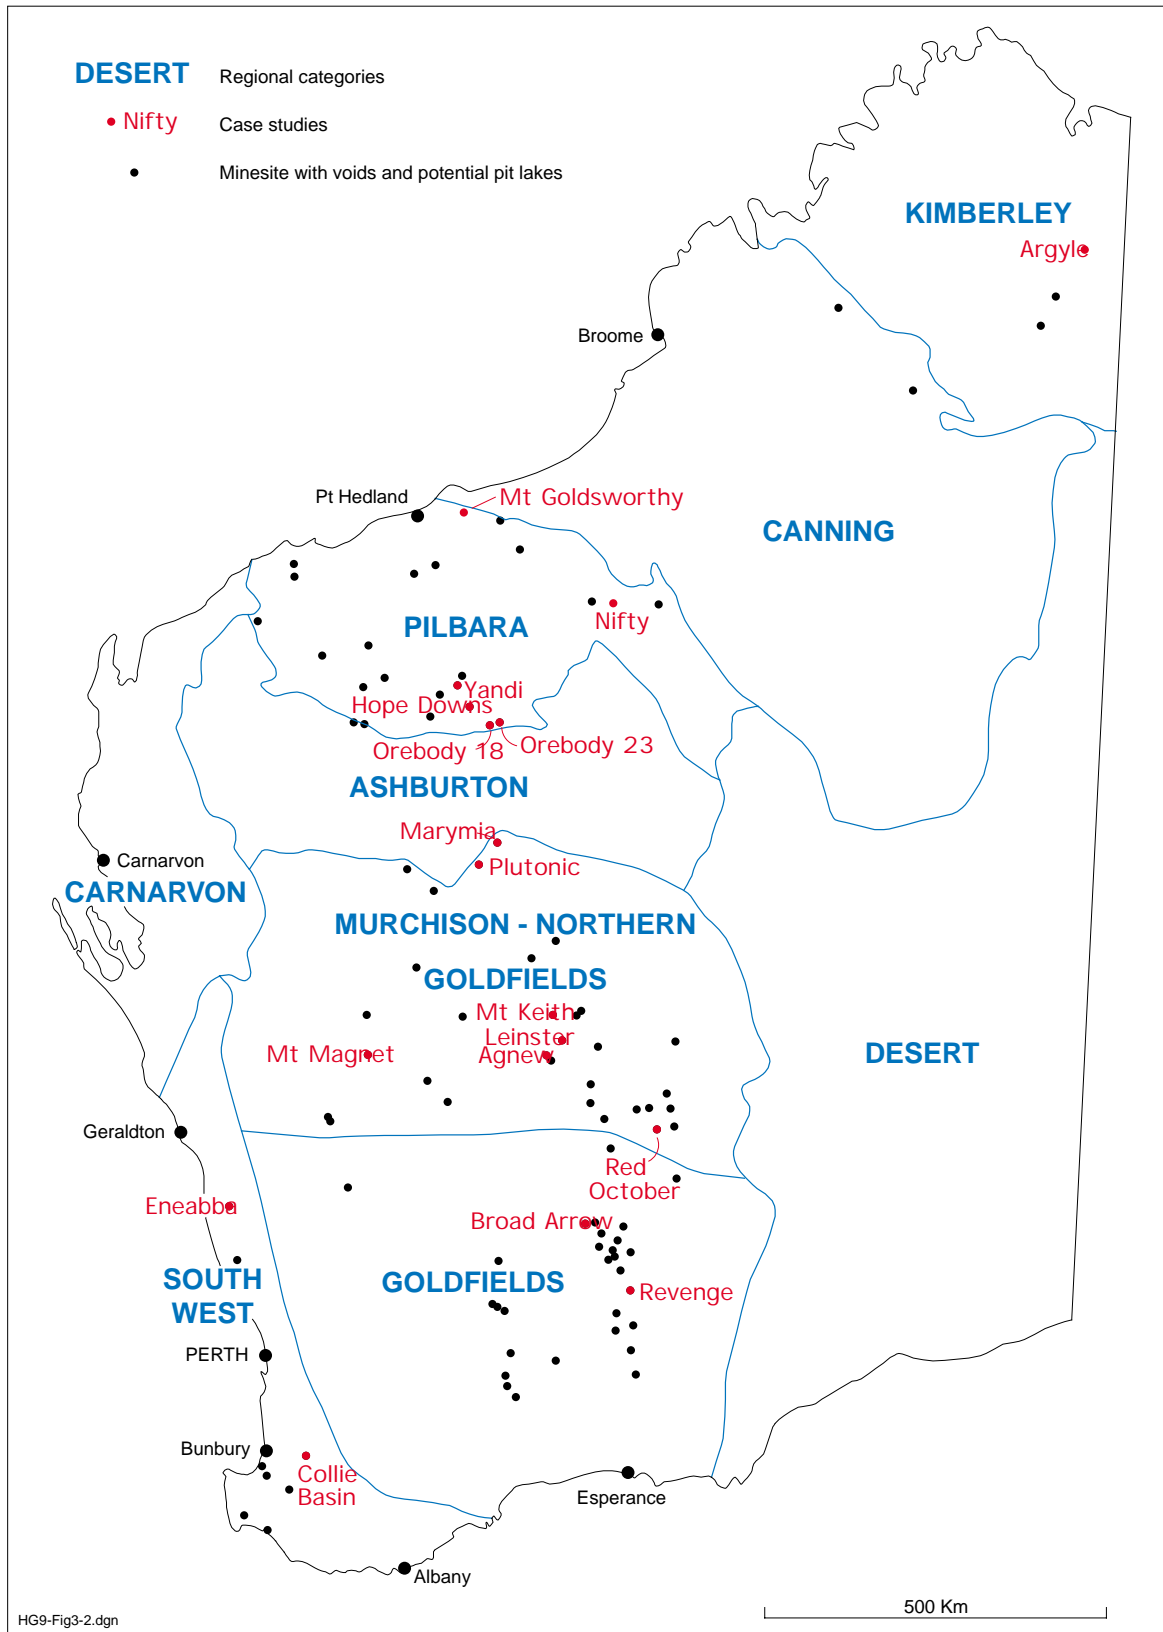 DESERT Regional categories
Nifty Case studies
Minesite with voids and potential pit lakes
KIMBERLEY
Argyle
Broome
Pt Hedland
Mt Goldsworthy
CANNING
Nifty
PILBARA
Yandi
Hope Downs
Orebody 18
Orebody 23
ASHBURTON
Marymia
Carnarvon
Plutonic
CARNARVON
MURCHISON - NORTHERN
GOLDFIELDS
Mt Keith
Leinster
Mt Magnet
Agnew
DESERT
Geraldton
Red
October
Eneabba
Broad Arrow
SOUTH
WEST
GOLDFIELDS
Revenge
PERTH
Bunbury
Collie
Basin
Esperance
Albany
500 Km
HG9-Fig3-2.dgn